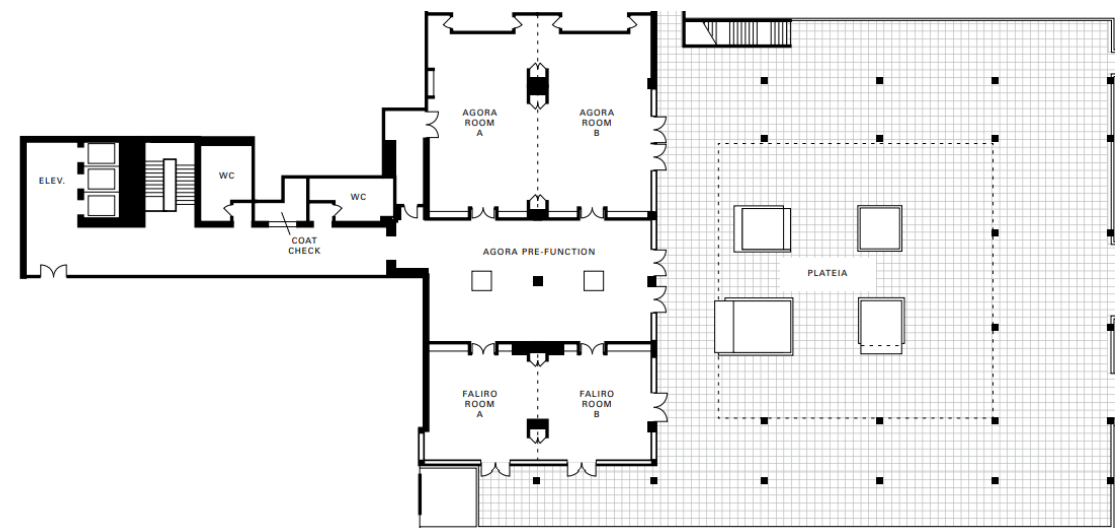 AGORA
ROOM
A
AGORA
ROOM
B
ELEV.
WC
WC
COAT
CHECK
AGORA PRE-FUNCTION
PLATEIA
FALIRO
ROOM
A
FALIRO
ROOM
B